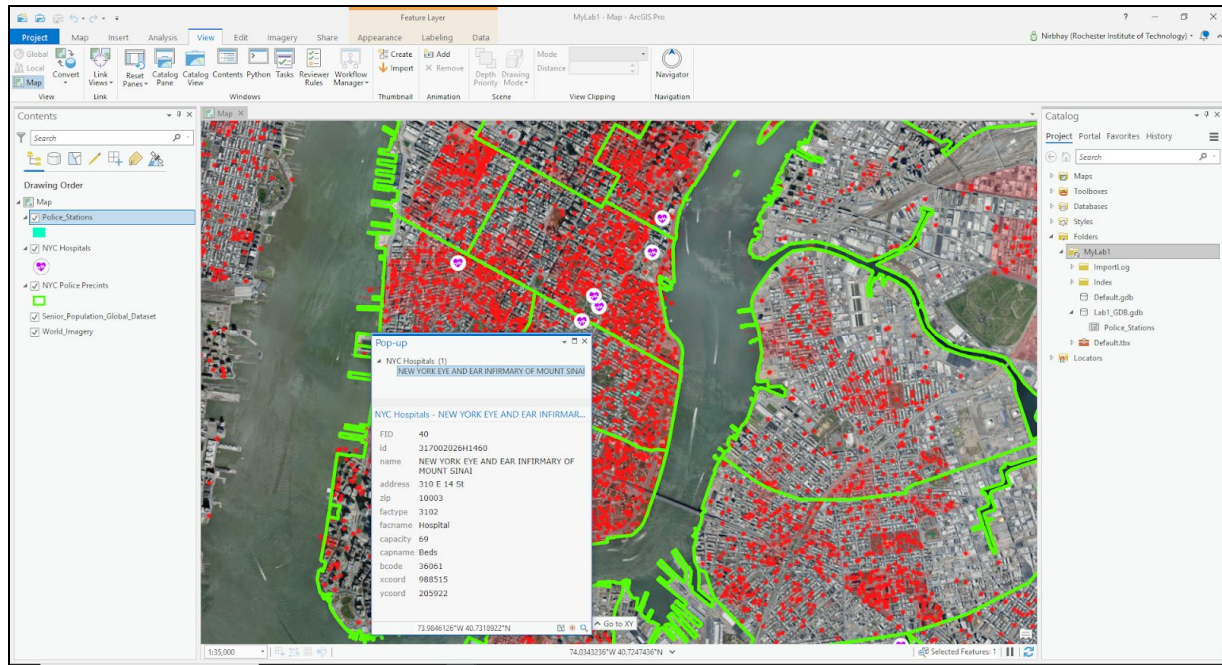 Feature Layer
MyLab1 - Map - ArcGIS Pro
?
Project Map Insert Analysis View Edit Imagery Share Appearance Labeling Data
Nirbhay (Rochester Institute of Technology)
Global
Local
Map
Convert
Link Views
Reset Panes
Catalog Pane
Catalog View
Contents
Python
Tasks
Reviewer Rules
Workflow Manager
Create
Import
Add
Remove
Depth Priority
Drawing Mode
Mode
Distance
Navigator
View Link Windows Thumbnail Animation Scene View Clipping Navigation
Contents
Search
Drawing Order
Map
Police_Stations
NYC Hospitals
NYC Police Precints
Senior_Population_Global_Dataset
World_Imagery
Map
Pop-up
NYC Hospitals (1)
NEW YORK EYE AND EAR INFIRMARY OF MOUNT SINAI
NYC Hospitals - NEW YORK EYE AND EAR INFIRMAR...
FID 40
id 317002026H1460
name NEW YORK EYE AND EAR INFIRMARY OF
MOUNT SINAI
address 310 E 14 St
zip 10003
factype 3102
facname Hospital
capacity 69
capname Beds
bcode 36061
xcoord 988515
ycoord 205922
73.9846126°W 40.7318922°N
Go to XY
1:35,000
74.0343236°W 40.7247436°N
Selected Features: 1
Catalog
Project Portal Favorites History
Search
Maps
Toolboxes
Databases
Styles
Folders
MyLab1
ImportLog
Index
Default.gdb
Lab1_GDB.gdb
Police_Stations
Default.tbx
Locators